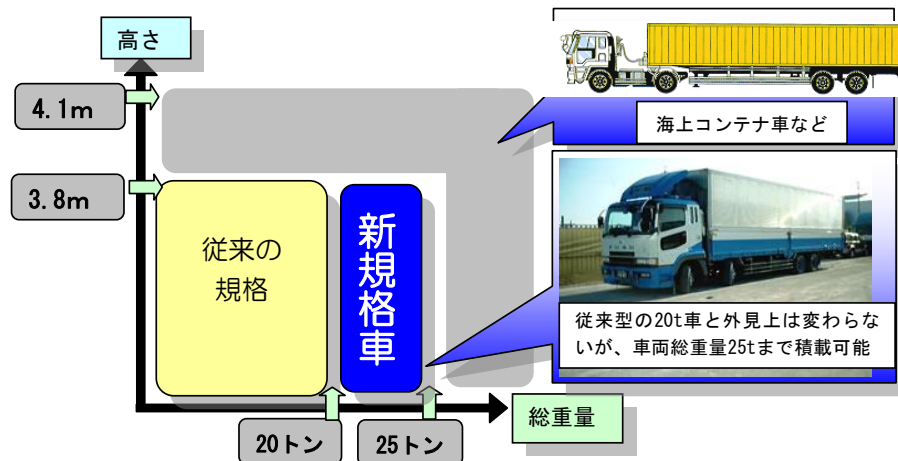 高さ
4.1m
3.8m
従来の
規格
新規格車
海上コンテナ車など
従来型の20t車と外見上は変わらな
いが、車両総重量25tまで積載可能
総重量
20トン
25トン